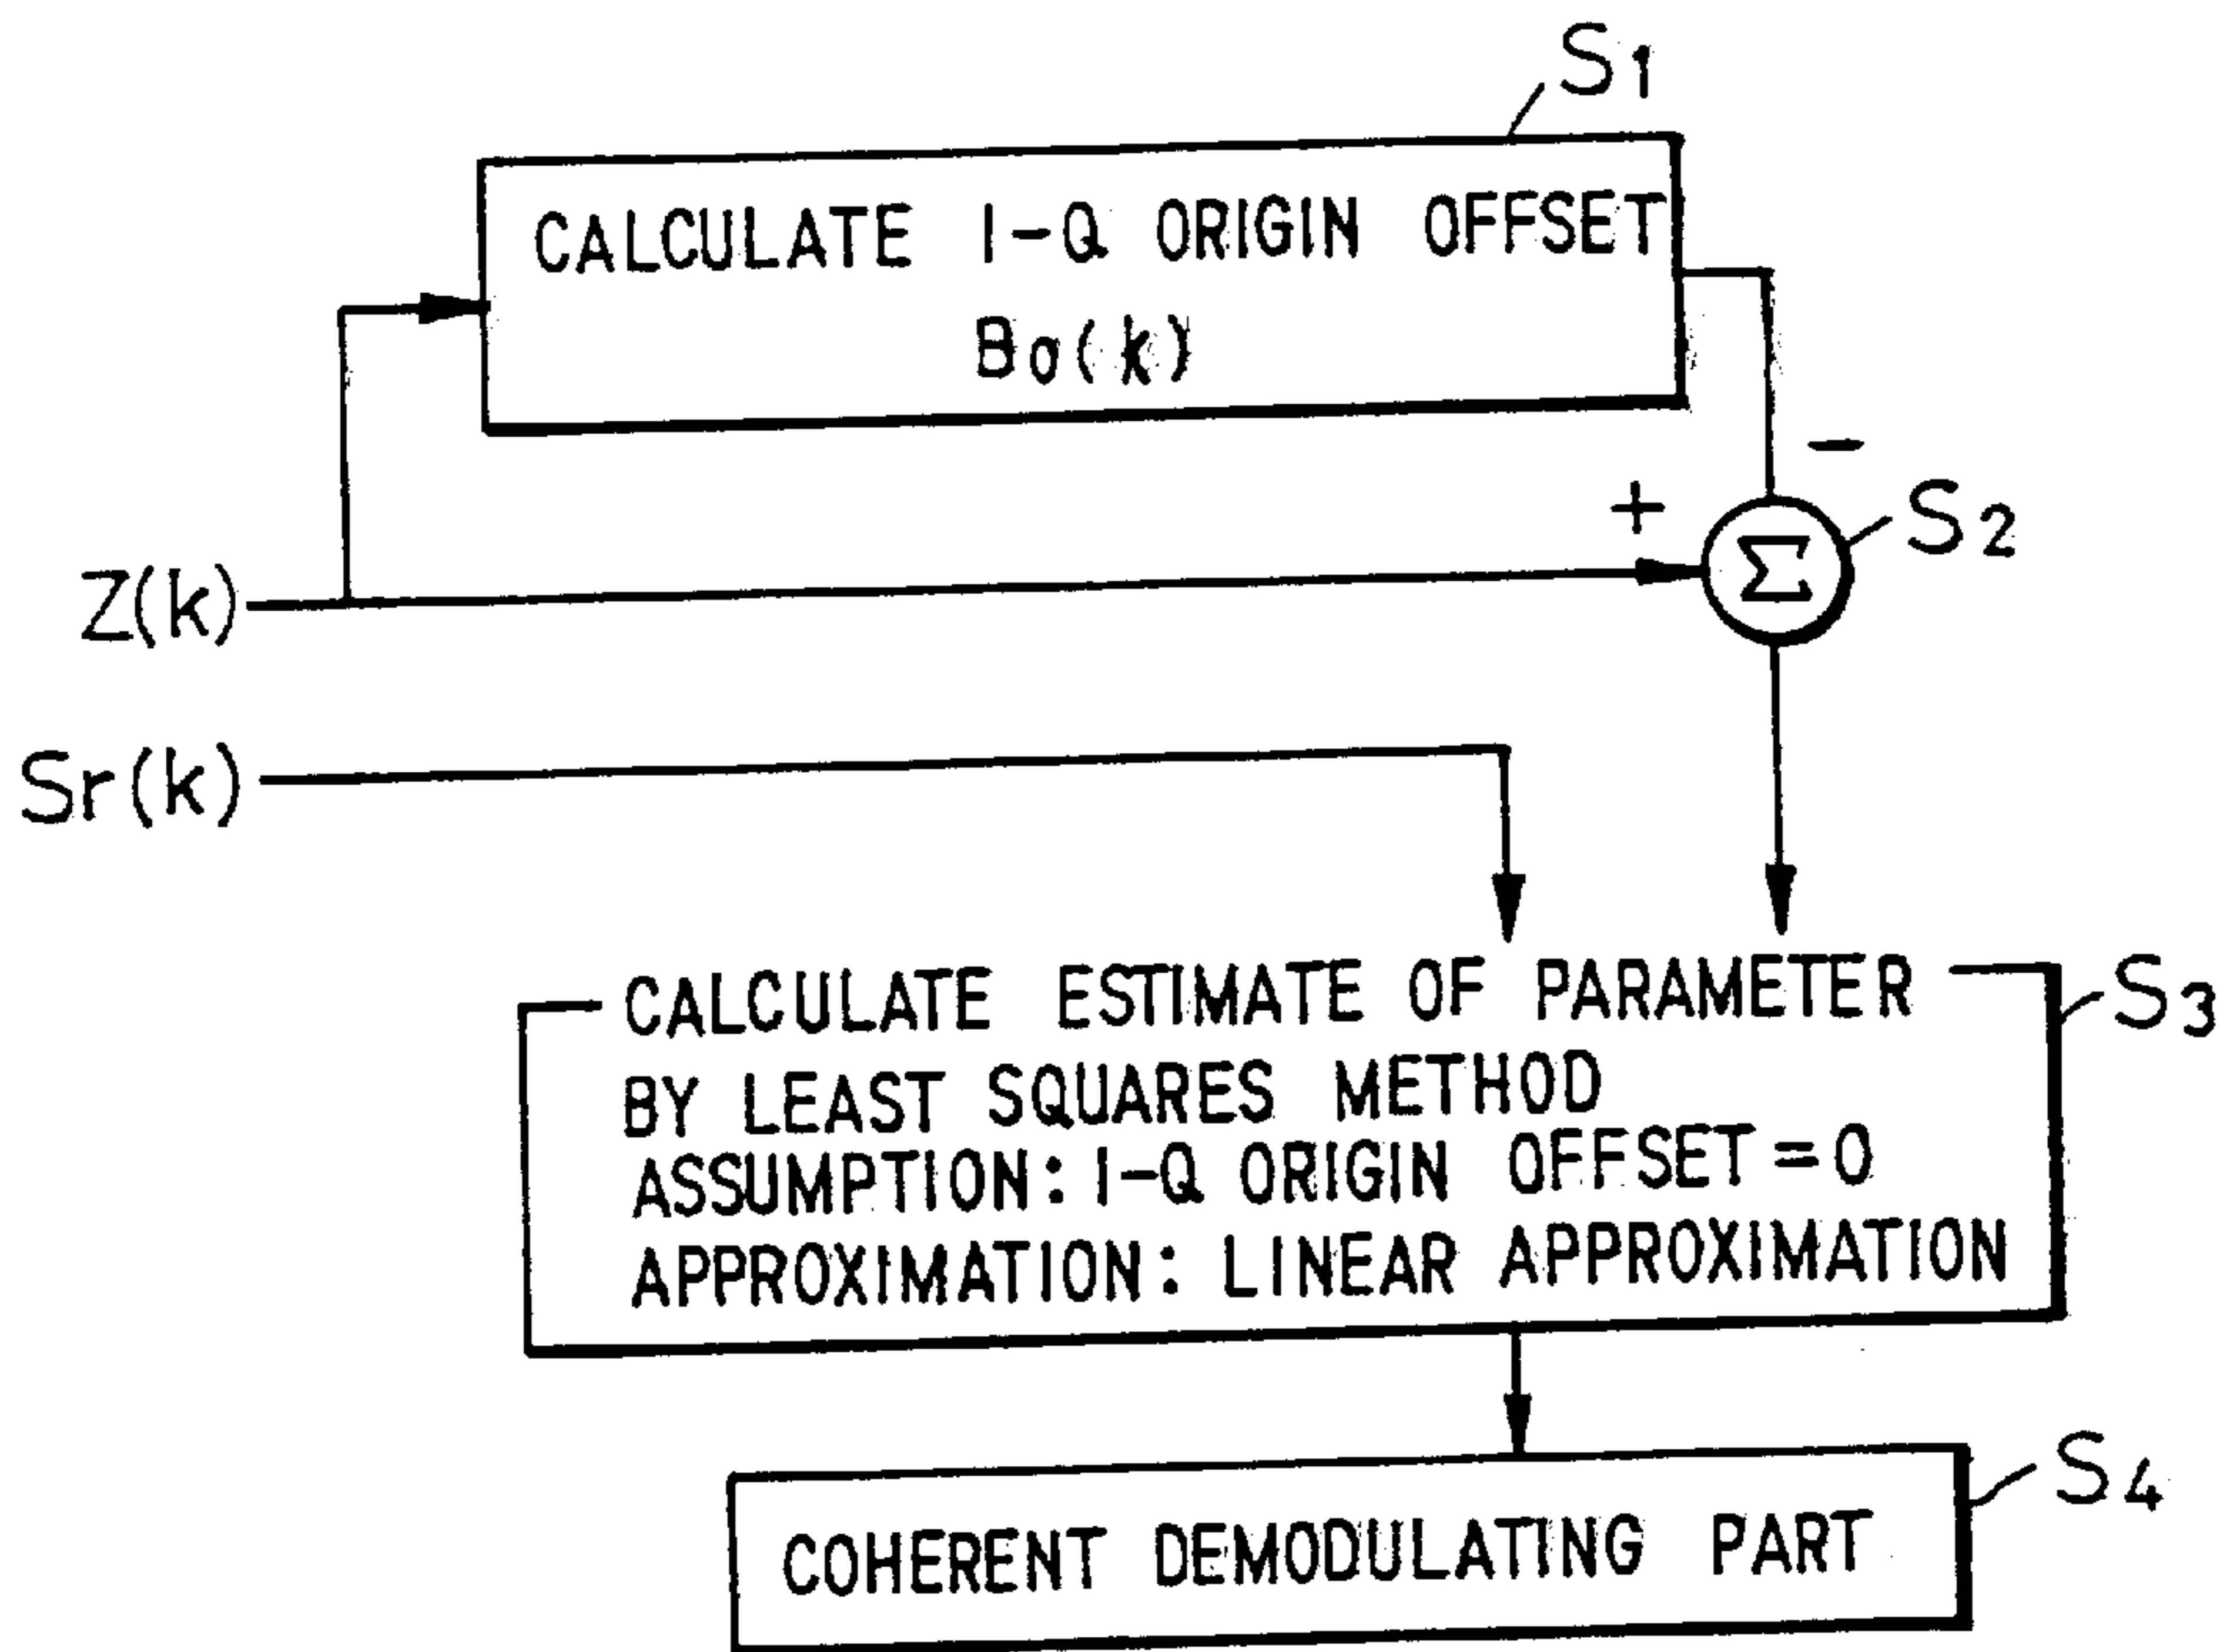 S1
CALCULATE I-Q ORIGIN OFFSET
Bo(k)
-
+
S2
Σ
Z(k)
Sr(k)
CALCULATE ESTIMATE OF PARAMETER
S3
BY LEAST SQUARES METHOD
ASSUMPTION: I-Q ORIGIN OFFSET = 0
APPROXIMATION: LINEAR APPROXIMATION
S4
COHERENT DEMODULATING PART